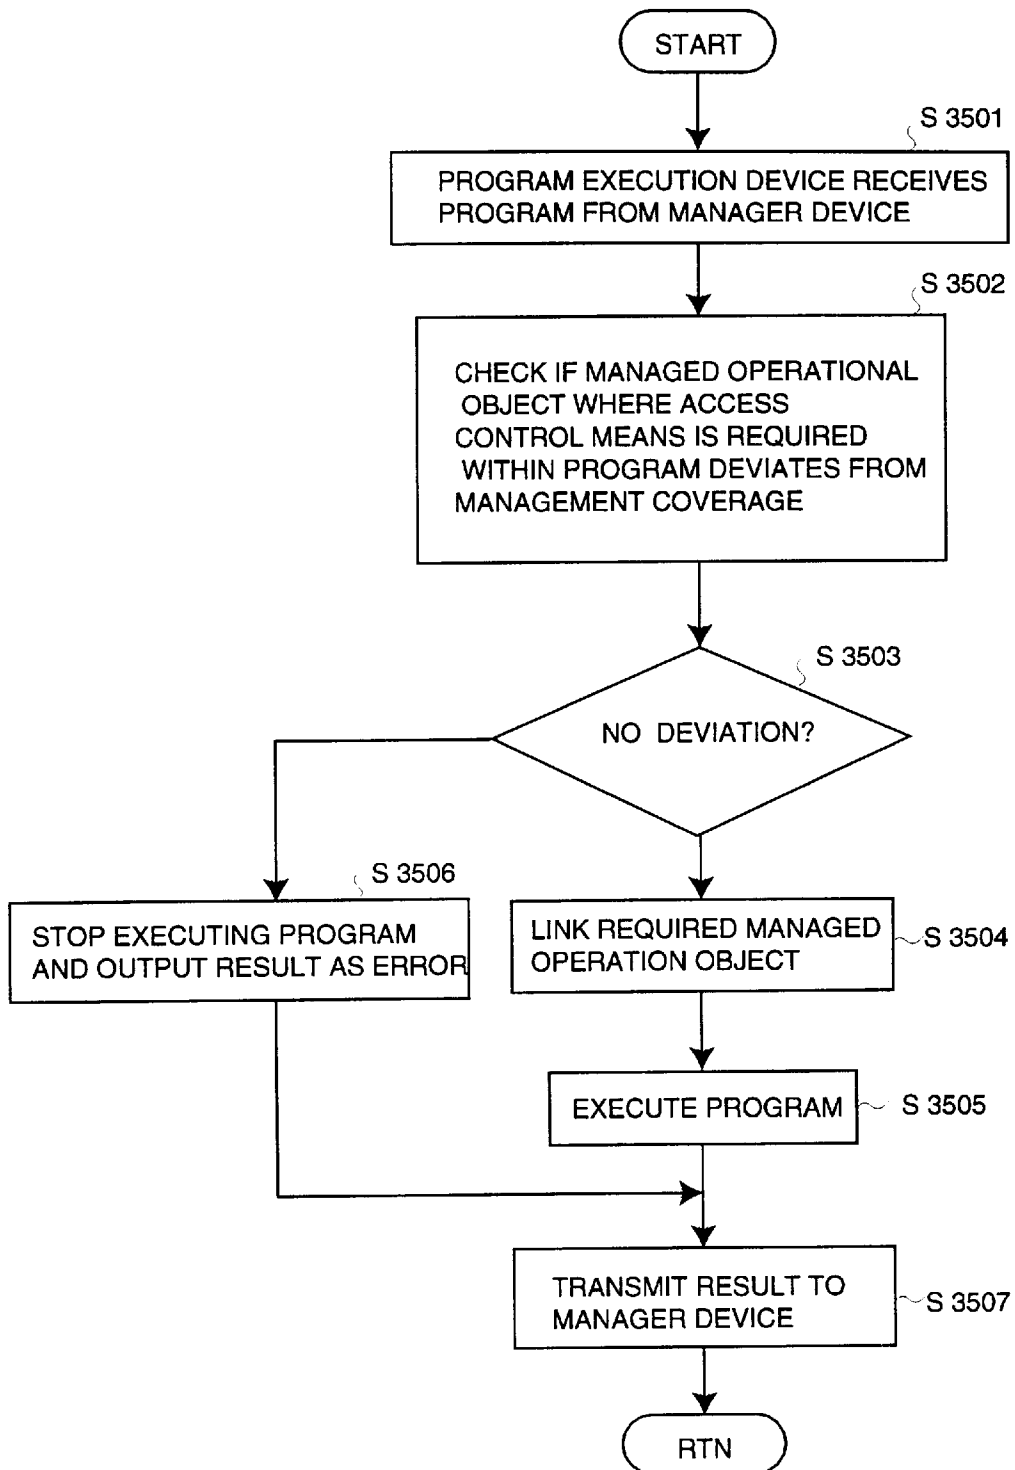 START
S 3501
PROGRAM EXECUTION DEVICE RECEIVES
PROGRAM FROM MANAGER DEVICE
S 3502
CHECK IF MANAGED OPERATIONAL
OBJECT WHERE ACCESS
CONTROL MEANS IS REQUIRED
WITHIN PROGRAM DEVIATES FROM
MANAGEMENT COVERAGE
S 3503
NO DEVIATION?
S 3506
STOP EXECUTING PROGRAM
AND OUTPUT RESULT AS ERROR
LINK REQUIRED MANAGED
OPERATION OBJECT
S 3504
EXECUTE PROGRAM
S 3505
TRANSMIT RESULT TO
MANAGER DEVICE
S 3507
RTN